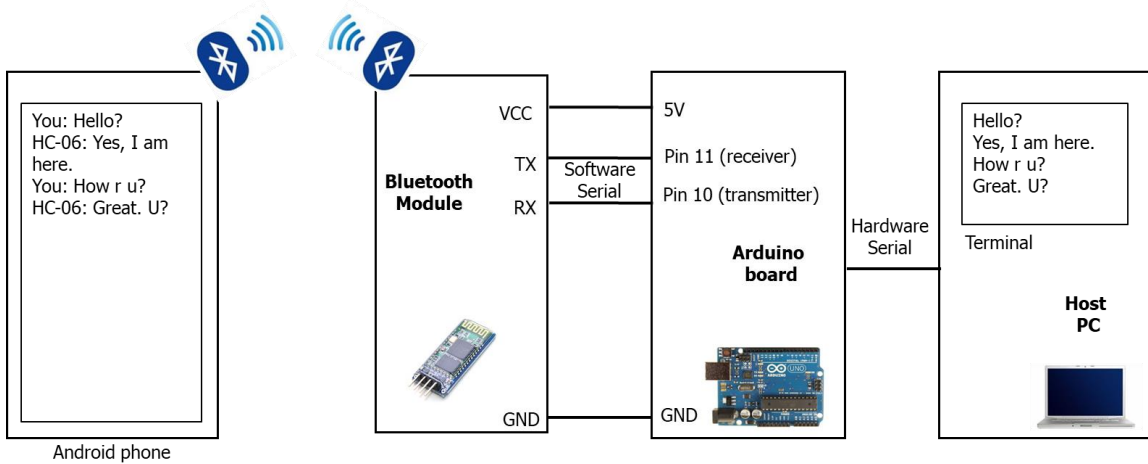 You: Hello?
HC-06: Yes, I am
here.
You: How r u?
HC-06: Great. U?
Android phone
Bluetooth
Module
VCC
TX
RX
GND
Software
Serial
5V
Pin 11 (receiver)
Pin 10 (transmitter)
Arduino
board
GND
UNO
ARDUINO
Hardware
Serial
Hello?
Yes, I am here.
How r u?
Great. U?
Terminal
Host
PC